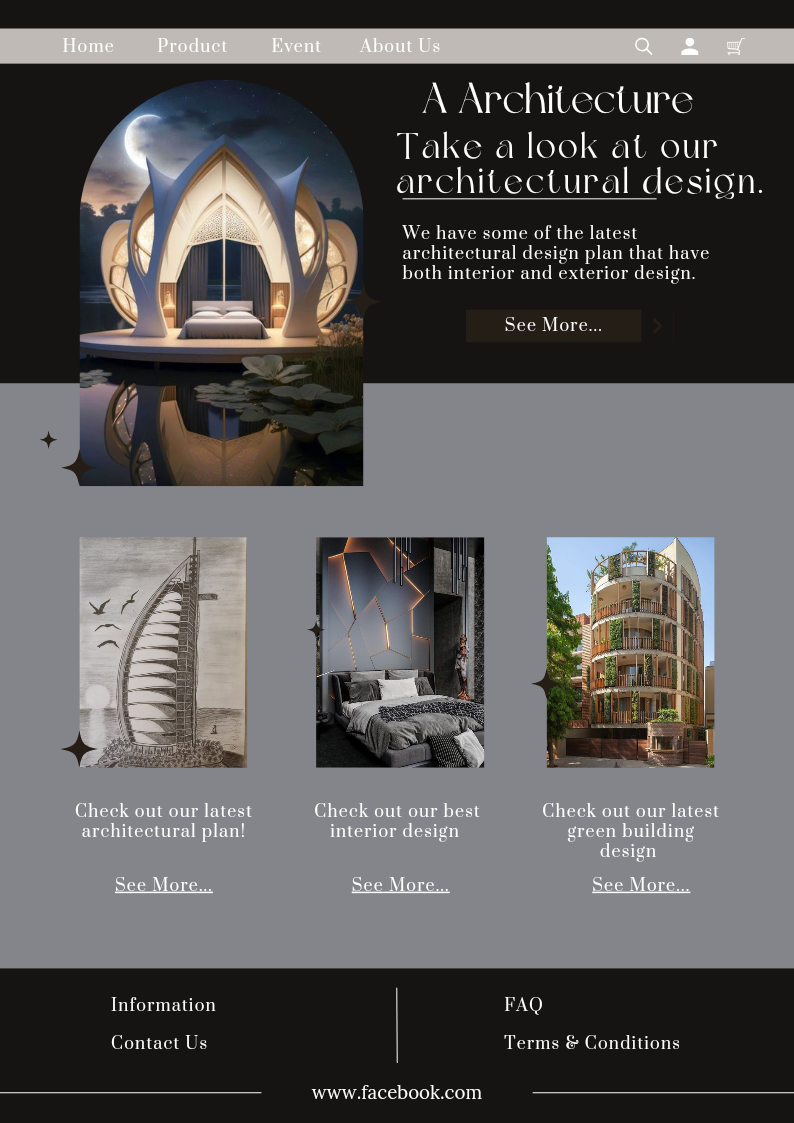 Home Product Event About Us
A Architecture
Take a look at our
architectural design.
We have some of the latest
architectural design plan that have
both interior and exterior design.
See More...
Check out our latest
architectural plan!
See More...
Check out our best
interior design
See More...
Check out our latest
green building
design
See More...
Information
Contact Us
FAQ
Terms & Conditions
www.facebook.com